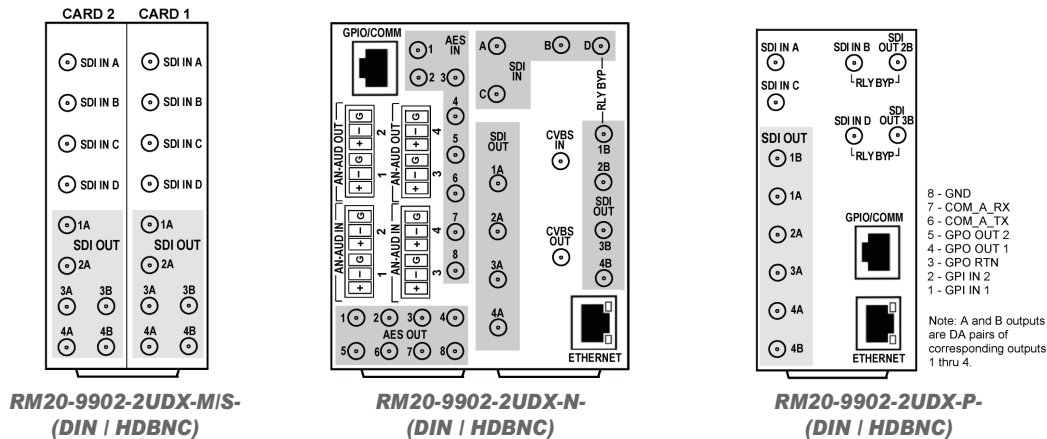 CARD 2 CARD 1
SDI IN A SDI IN A
SDI IN B SDI IN B
SDI IN C SDI IN C
SDI IN D SDI IN D
1A 1A
SDI OUT SDI OUT
2A 2A
3A 3B 3A 3B
4A 4B 4A 4B
RM20-9902-2UDX-M/S-
(DIN / HDBNC)
GPIO/COMM
AES
IN
1
2 3
4
5
6
7
8
A B D
SDI
IN
C
RLY BYP
AN-AUD OUT
+ − G + − G
1 2
AN-AUD OUT
+ − G + − G
3 4
AN-AUD IN
+ − G + − G
1 2
AN-AUD IN
+ − G + − G
3 4
SDI
OUT
1A
2A
3A
4A
CVBS
IN
CVBS
OUT
1B
2B
SDI
OUT
3B
4B
1 2 3 4
AES OUT
5 6 7 8
ETHERNET
RM20-9902-2UDX-N-
(DIN / HDBNC)
SDI IN A SDI IN B SDI
OUT 2B
RLY BYP
SDI IN C
SDI IN D SDI
OUT 3B
RLY BYP
SDI OUT
1B
1A
2A
3A
4A
4B
GPIO/COMM
ETHERNET
8 - GND
7 - COM_A_RX
6 - COM_A_TX
5 - GPO OUT 2
4 - GPO OUT 1
3 - GPO RTN
2 - GPI IN 2
1 - GPI IN 1
Note: A and B outputs
are DA pairs of
corresponding outputs
1 thru 4.
RM20-9902-2UDX-P-
(DIN / HDBNC)